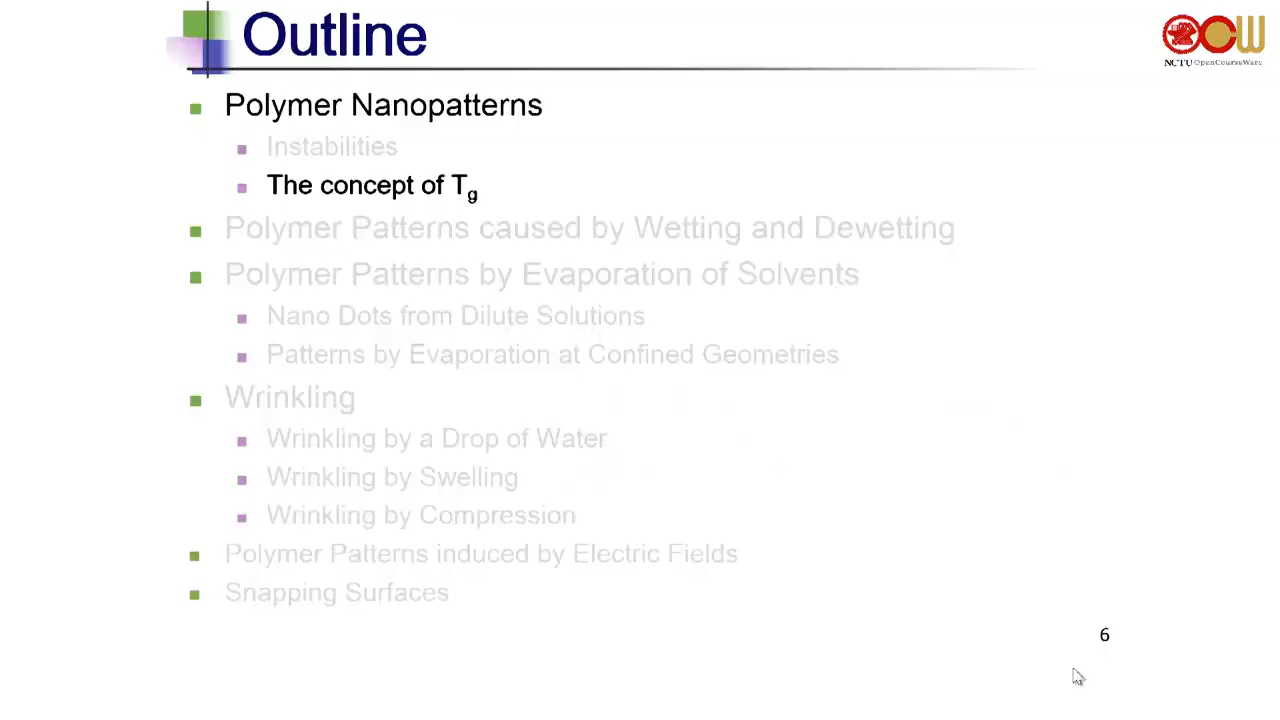 Outline
OCW
NCTU OpenCourseWare
Polymer Nanopatterns
Instabilities
The concept of Tg
Polymer Patterns caused by Wetting and Dewetting
Polymer Patterns by Evaporation of Solvents
Nano Dots from Dilute Solutions
Patterns by Evaporation at Confined Geometries
Wrinkling
Wrinkling by a Drop of Water
Wrinkling by Swelling
Wrinkling by Compression
Polymer Patterns induced by Electric Fields
Snapping Surfaces
6